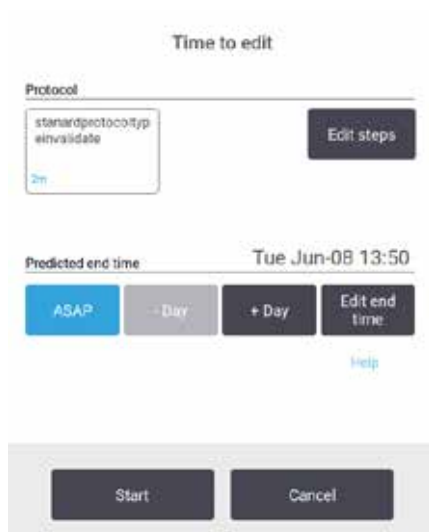 Time to edit
Protocol
stanardprotocoltyp
einvalidate
Edit steps
2m
Predicted end time
Tue Jun-08 13:50
ASAP
- Day
+ Day
Edit end
time
Help
Start
Cancel